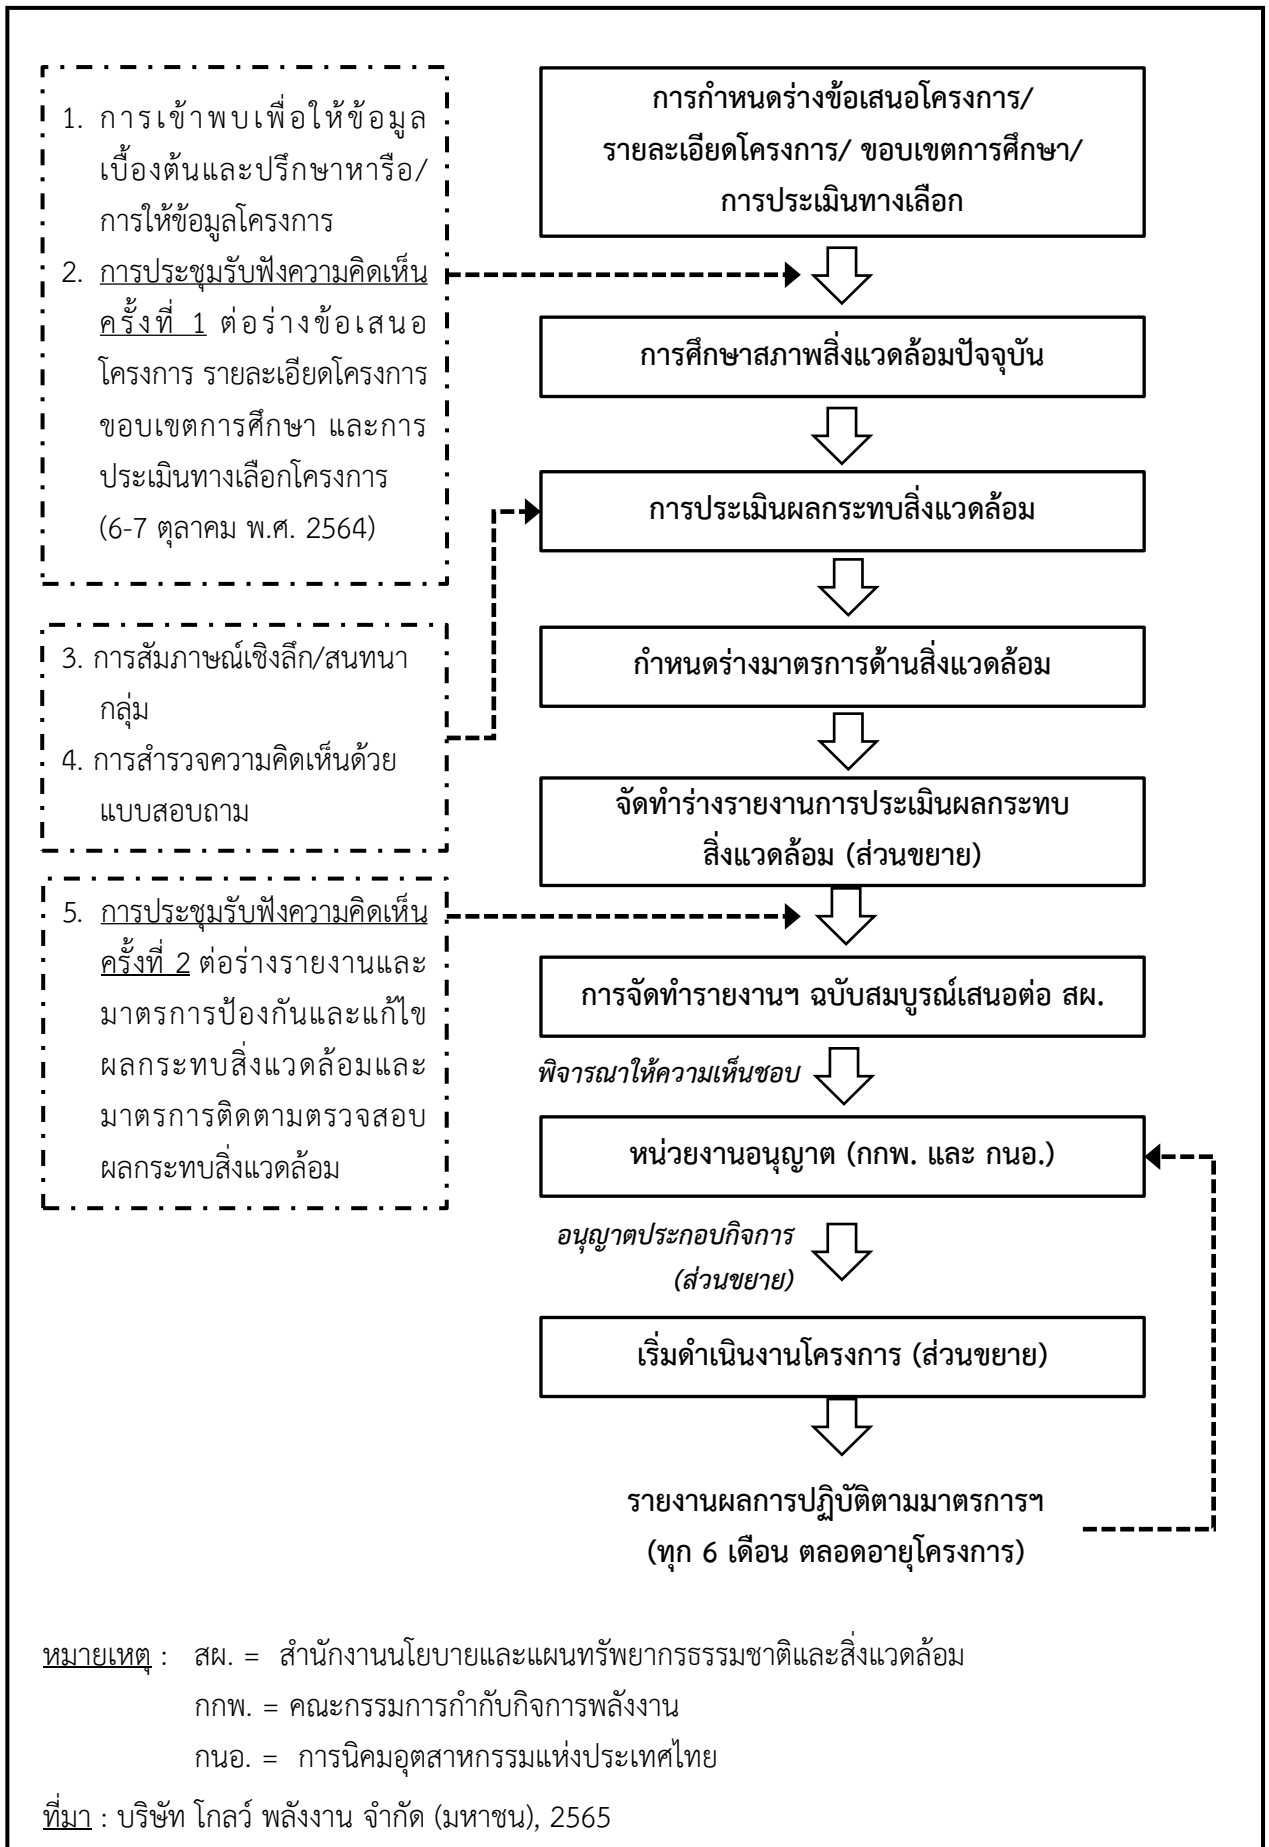 1. การเข้าพบเพื่อให้ข้อมูล
เบื้องต้นและปรึกษาหารือ/
การให้ข้อมูลโครงการ
2. การประชุมรับฟังความคิดเห็น
ครั้งที่ 1 ต่อร่างข้อเสนอ
โครงการ รายละเอียดโครงการ
ขอบเขตการศึกษา และการ
ประเมินทางเลือกโครงการ
(6-7 ตุลาคม พ.ศ. 2564)
3. การสัมภาษณ์เชิงลึก/สนทนา
กลุ่ม
4. การสำรวจความคิดเห็นด้วย
แบบสอบถาม
5. การประชุมรับฟังความคิดเห็น
ครั้งที่ 2 ต่อร่างรายงานและ
มาตรการป้องกันและแก้ไข
ผลกระทบสิ่งแวดล้อมและ
มาตรการติดตามตรวจสอบ
ผลกระทบสิ่งแวดล้อม
การกำหนดร่างข้อเสนอโครงการ/
รายละเอียดโครงการ/ ขอบเขตการศึกษา/
การประเมินทางเลือก
การศึกษาสภาพสิ่งแวดล้อมปัจจุบัน
การประเมินผลกระทบสิ่งแวดล้อม
กำหนดร่างมาตรการด้านสิ่งแวดล้อม
จัดทำร่างรายงานการประเมินผลกระทบ
สิ่งแวดล้อม (ส่วนขยาย)
การจัดทำรายงานฯ ฉบับสมบูรณ์เสนอต่อ สผ.
พิจารณาให้ความเห็นชอบ
หน่วยงานอนุญาต (กกพ. และ กนอ.)
อนุญาตประกอบกิจการ
(ส่วนขยาย)
เริ่มดำเนินงานโครงการ (ส่วนขยาย)
รายงานผลการปฏิบัติตามมาตรการฯ
(ทุก 6 เดือน ตลอดอายุโครงการ)
หมายเหตุ : สผ. = สำนักงานนโยบายและแผนทรัพยากรธรรมชาติและสิ่งแวดล้อม
กกพ. = คณะกรรมการกำกับกิจการพลังงาน
กนอ. = การนิคมอุตสาหกรรมแห่งประเทศไทย
ที่มา : บริษัท โกลว์ พลังงาน จำกัด (มหาชน), 2565